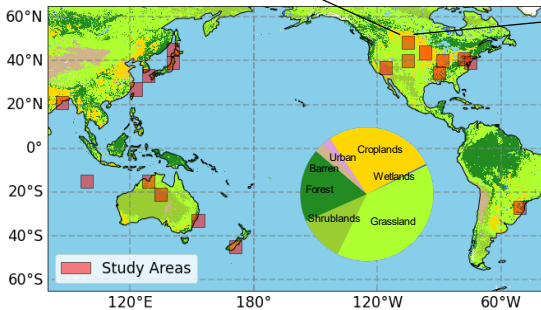 60°N
40°N
20°N
0°
20°S
40°S
60°S
Croplands
Urban
Wetlands
Barren
Forest
Shrublands
Grassland
Study Areas
120°E
180°
120°W
60°W